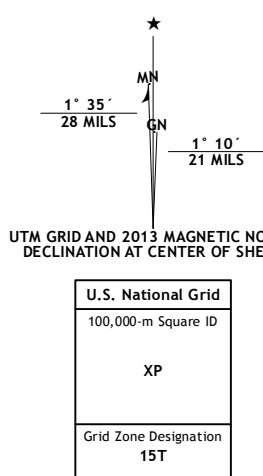 MN
1° 35´
28 MILS
GN
1° 10´
21 MILS
UTM GRID AND 2013 MAGNETIC NO
DECLINATION AT CENTER OF SHE
U.S. National Grid
100,000-m Square ID
XP
Grid Zone Designation
15T